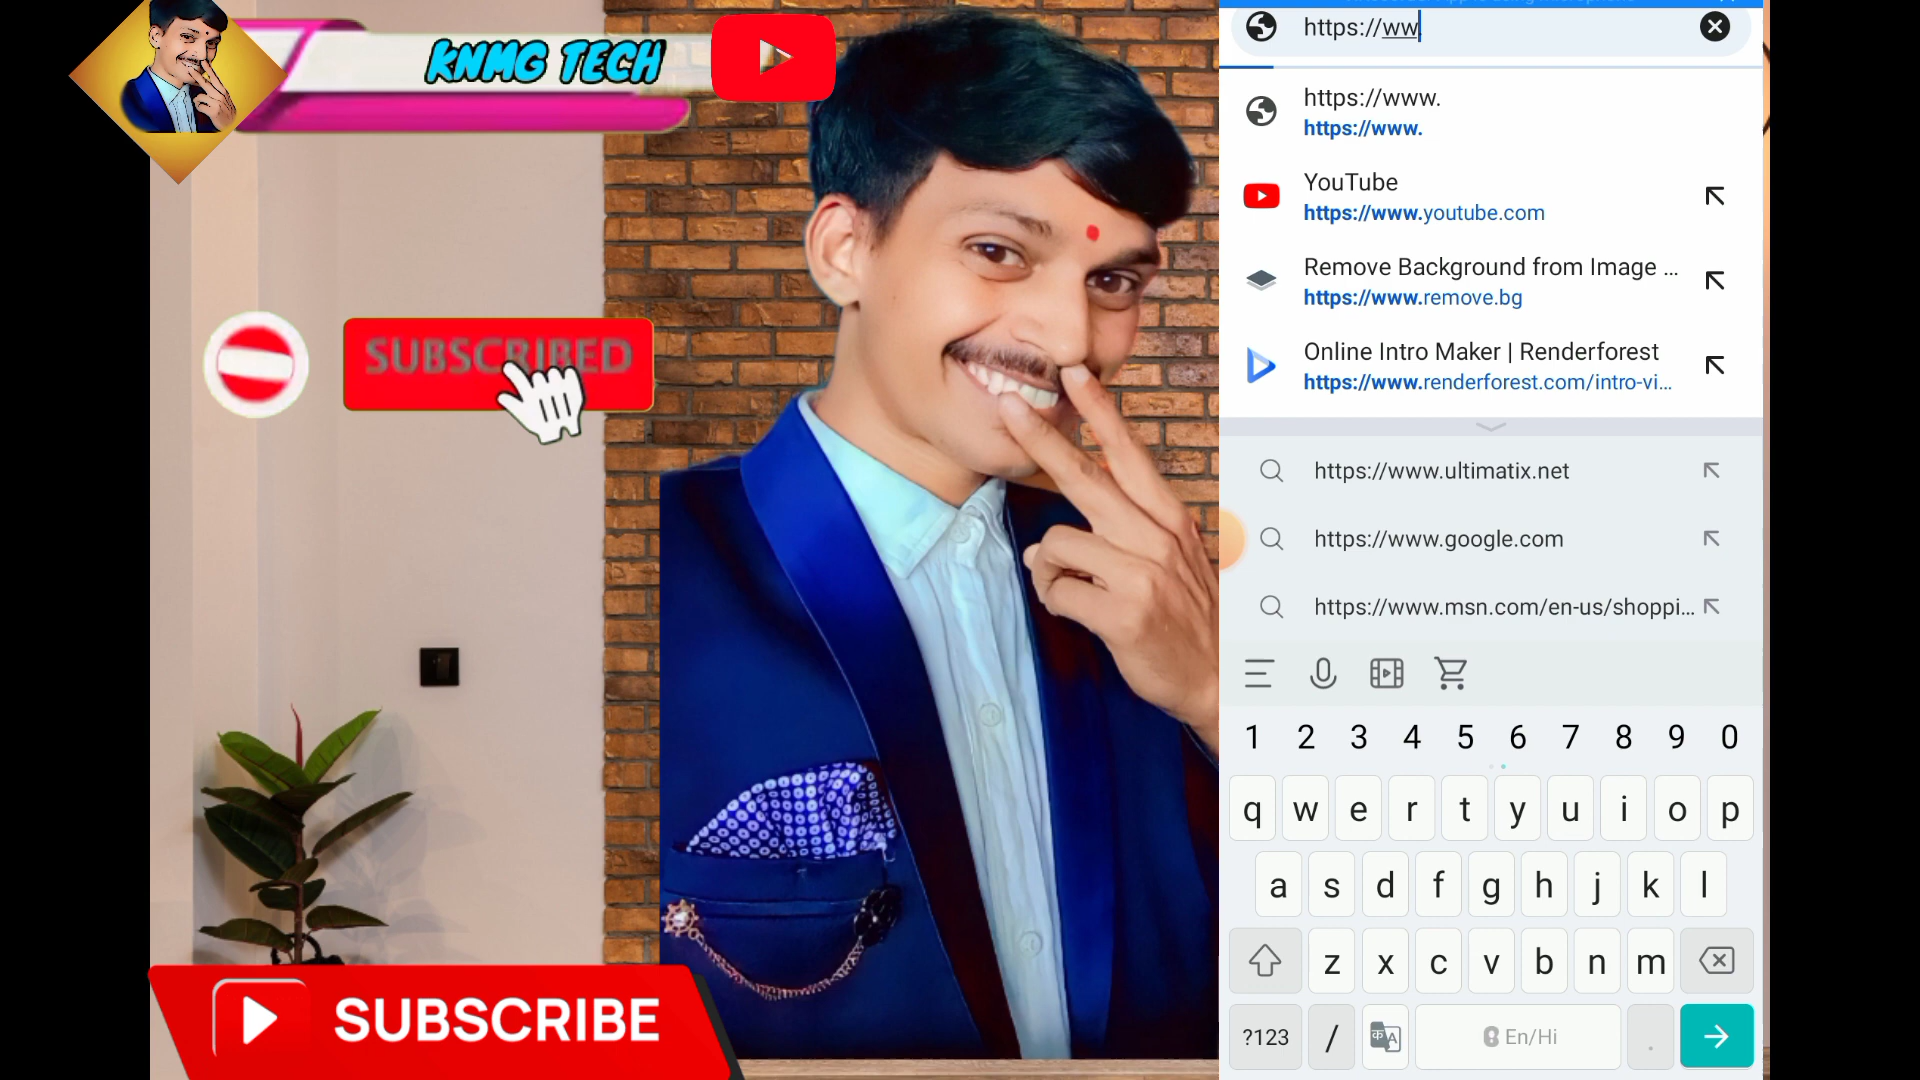 KNMG TECH
SUBSCRIBED
SUBSCRIBE
https://ww
https://www.
https://www.
YouTube
https://www.youtube.com
Remove Background from Image ...
https://www.remove.bg
Online Intro Maker | Renderforest
https://www.renderforest.com/intro-vi...
https://www.ultimatix.net
https://www.google.com
https://www.msn.com/en-us/shoppi...
1 2 3 4 5 6 7 8 9 0
q w e r t y u i o p
a s d f g h j k l
z x c v b n m
?123 / क A En/Hi .